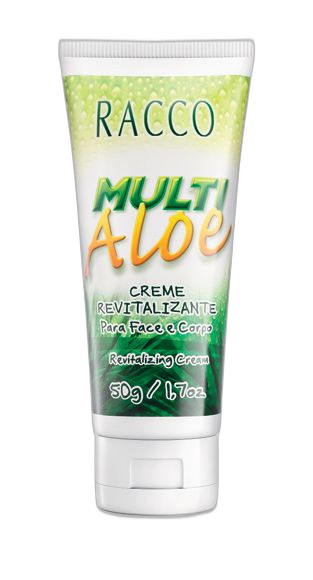 RACCO
MULTI
Aloe
CREME
REVITALIZANTE
Para Face e Corpo
Revitalizing Cream
50g / 1,7oz